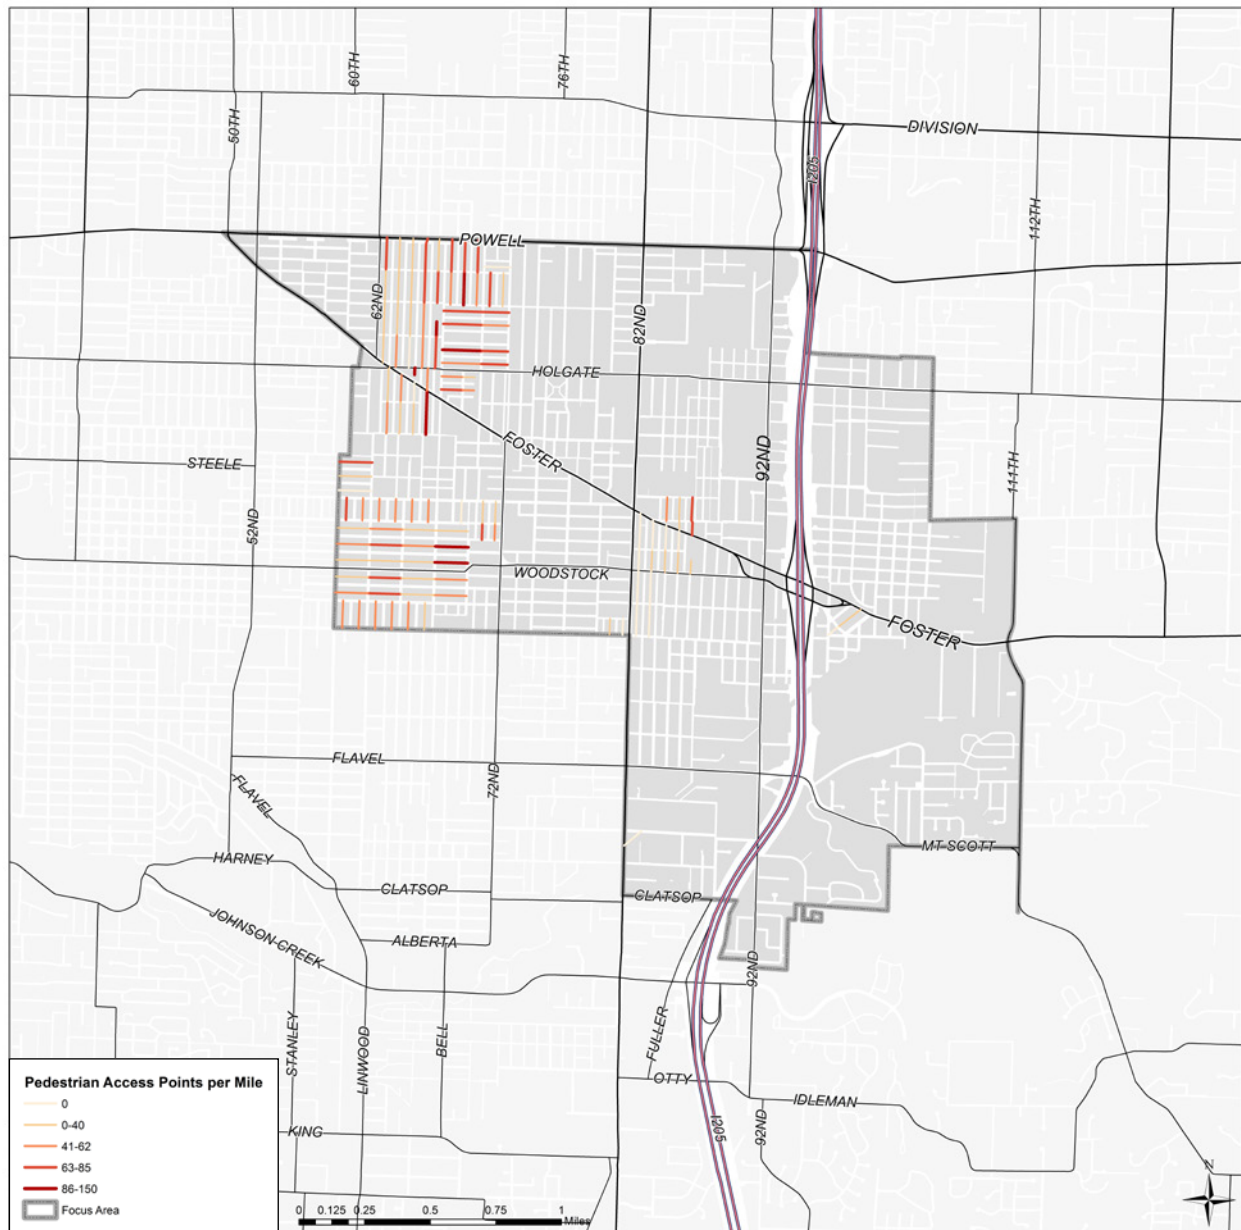 60TH
76TH
50TH
DIVISION
I205
112TH
POWELL
62ND
82ND
HOLGATE
FOSTER
92ND
STEELE
111TH
52ND
WOODSTOCK
FOSTER
FLAVEL
72ND
FLAVEL
HARNEY
MT SCOTT
CLATSOP
CLATSOP
JOHNSON CREEK
ALBERTA
92ND
STANLEY
LINWOOD
BELL
FULLER
OTTY
IDLEMAN
92ND
I205
KING
Pedestrian Access Points per Mile
0
0-40
41-62
63-85
86-150
Focus Area
0 0.125 0.25 0.5 0.75 1
Miles
N